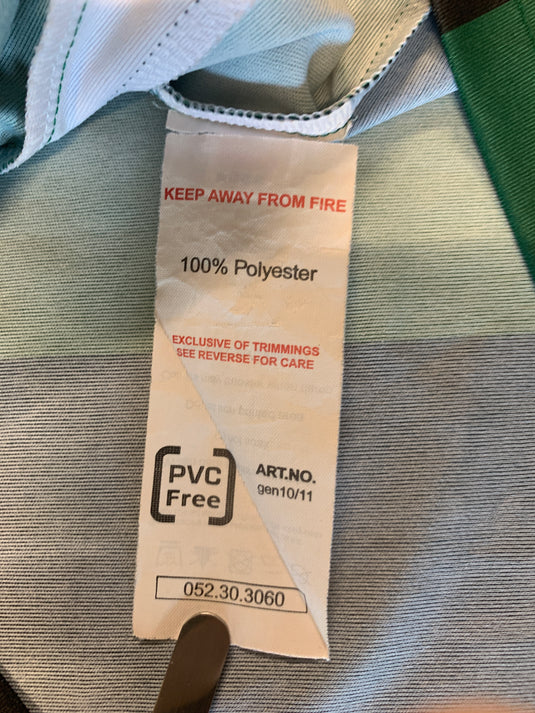 KEEP AWAY FROM FIRE
100% Polyester
EXCLUSIVE OF TRIMMINGS
SEE REVERSE FOR CARE
PVC
Free
ART.NO.
gen10/11
052.30.3060